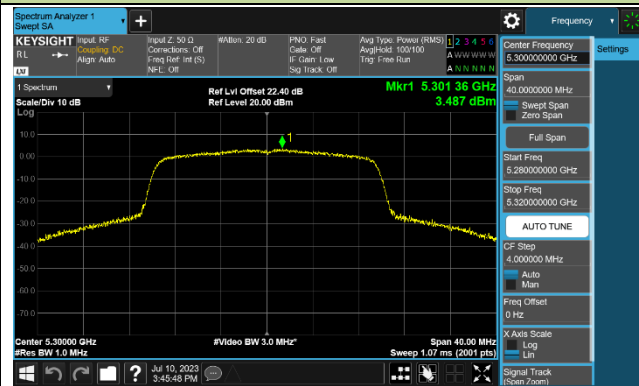 Spectrum Analyzer 1
Swept SA
Frequency
KEYSIGHT
RL
LXI
Input: RF
Coupling: DC
Align: Auto
Input Z: 50 Ω
Corrections: Off
Freq Ref: Int (S)
NFE: Off
#Atten: 20 dB
PNO: Fast
Gate: Off
IF Gain: Low
Sig Track: Off
Avg Type: Power (RMS)
Avg|Hold: 100/100
Trig: Free Run
1 2 3 4 5 6
A W W W W W
A N N N N N
1 Spectrum
Scale/Div 10 dB
Log
Ref Lvl Offset 22.40 dB
Ref Level 20.00 dBm
Mkr1 5.301 36 GHz
3.487 dBm
1
10.0
0.00
-10.0
-20.0
-30.0
-40.0
-50.0
-60.0
-70.0
Center 5.30000 GHz
#Res BW 1.0 MHz
#Video BW 3.0 MHz*
Span 40.00 MHz
Sweep 1.07 ms (2001 pts)
Center Frequency
5.300000000 GHz
Settings
Span
40.0000000 MHz
Swept Span
Zero Span
Full Span
Start Freq
5.280000000 GHz
Stop Freq
5.320000000 GHz
AUTO TUNE
CF Step
4.000000 MHz
Auto
Man
Freq Offset
0 Hz
X Axis Scale
Log
Lin
Signal Track
(Span Zoom)
Jul 10, 2023
3:45:48 PM